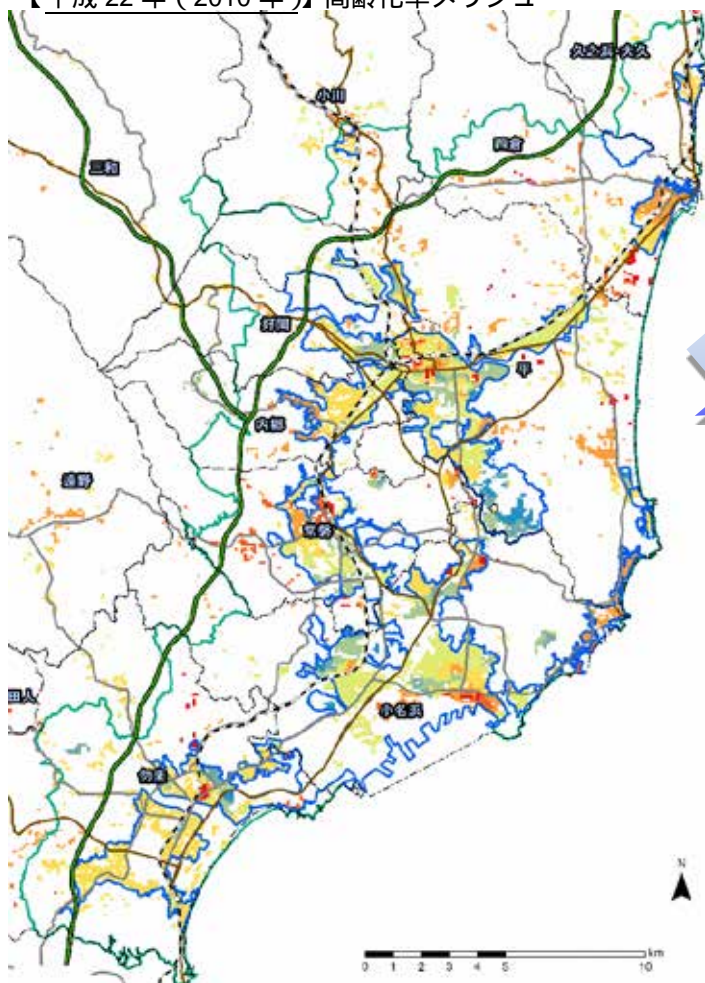 【平成 22 年 ( 2010 年 )】高齢化率メッシュ
久之浜・大久
小川
四倉
三和
好間
平
内郷
遠野
常磐
田人
小名浜
勿来
N
km
0 1 2 3 4 5 10